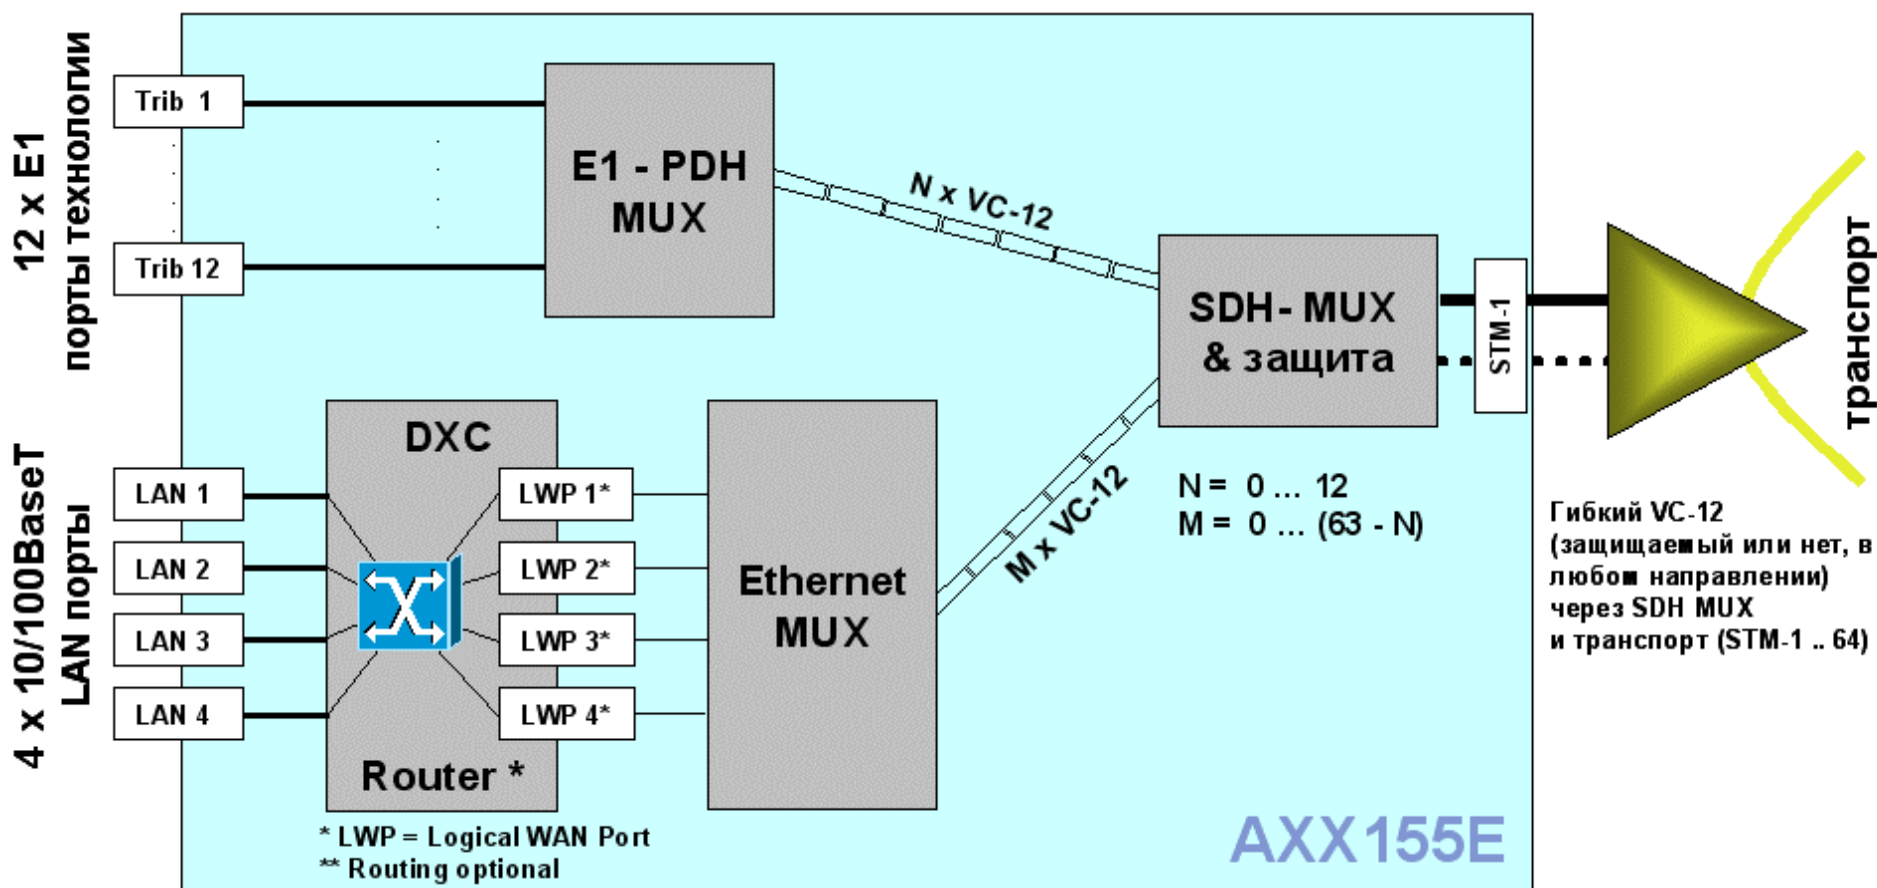 12 x E1
порты технологии
Trib 1
Trib 12
E1 - PDH
MUX
N x VC-12
SDH- MUX
& защита
STM-1
транспорт
4 x 10/100BaseT
LAN порты
LAN 1
LAN 2
LAN 3
LAN 4
DXC
Router *
LWP 1*
LWP 2*
LWP 3*
LWP 4*
Ethernet
MUX
M x VC-12
N = 0 ... 12
M = 0 ... (63 - N)
Гибкий VC-12
(защищаемый или нет, в
любом направлении)
через SDH MUX
и транспорт (STM-1 .. 64)
* LWP = Logical WAN Port
** Routing optional
AXX155E